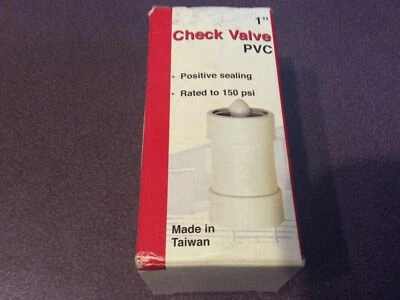 1"
Check Valve
PVC
• Positive sealing
• Rated to 150 psi
Made in
Taiwan